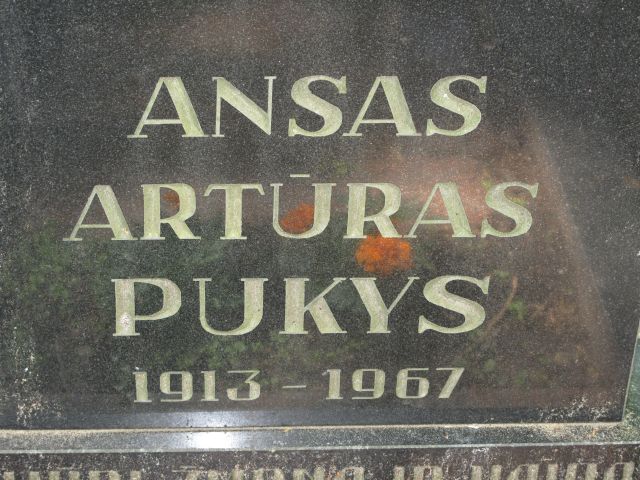 ANSAS
ARTŪRAS
PUKYS
1913 - 1967